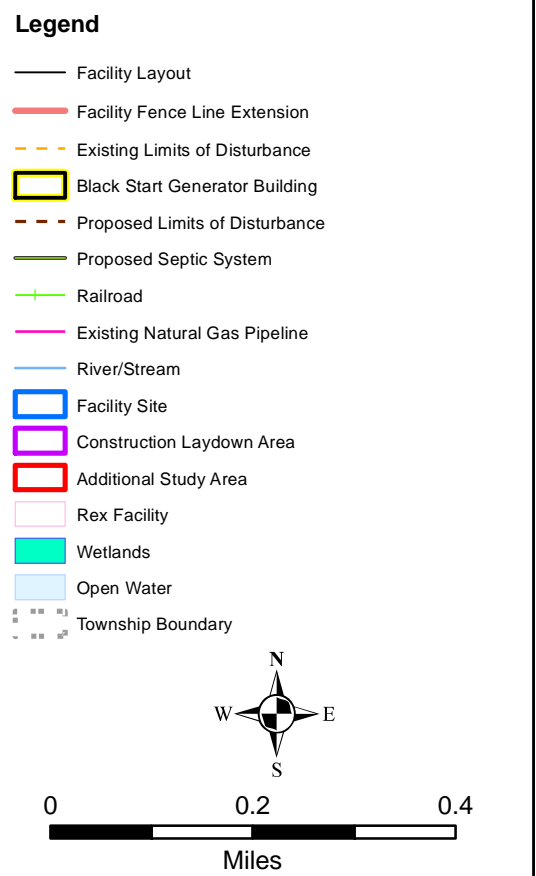 Legend
Facility Layout
Facility Fence Line Extension
Existing Limits of Disturbance
Black Start Generator Building
Proposed Limits of Disturbance
Proposed Septic System
Railroad
Existing Natural Gas Pipeline
River/Stream
Facility Site
Construction Laydown Area
Additional Study Area
Rex Facility
Wetlands
Open Water
Township Boundary
N
W E
S
0 0.2 0.4
Miles